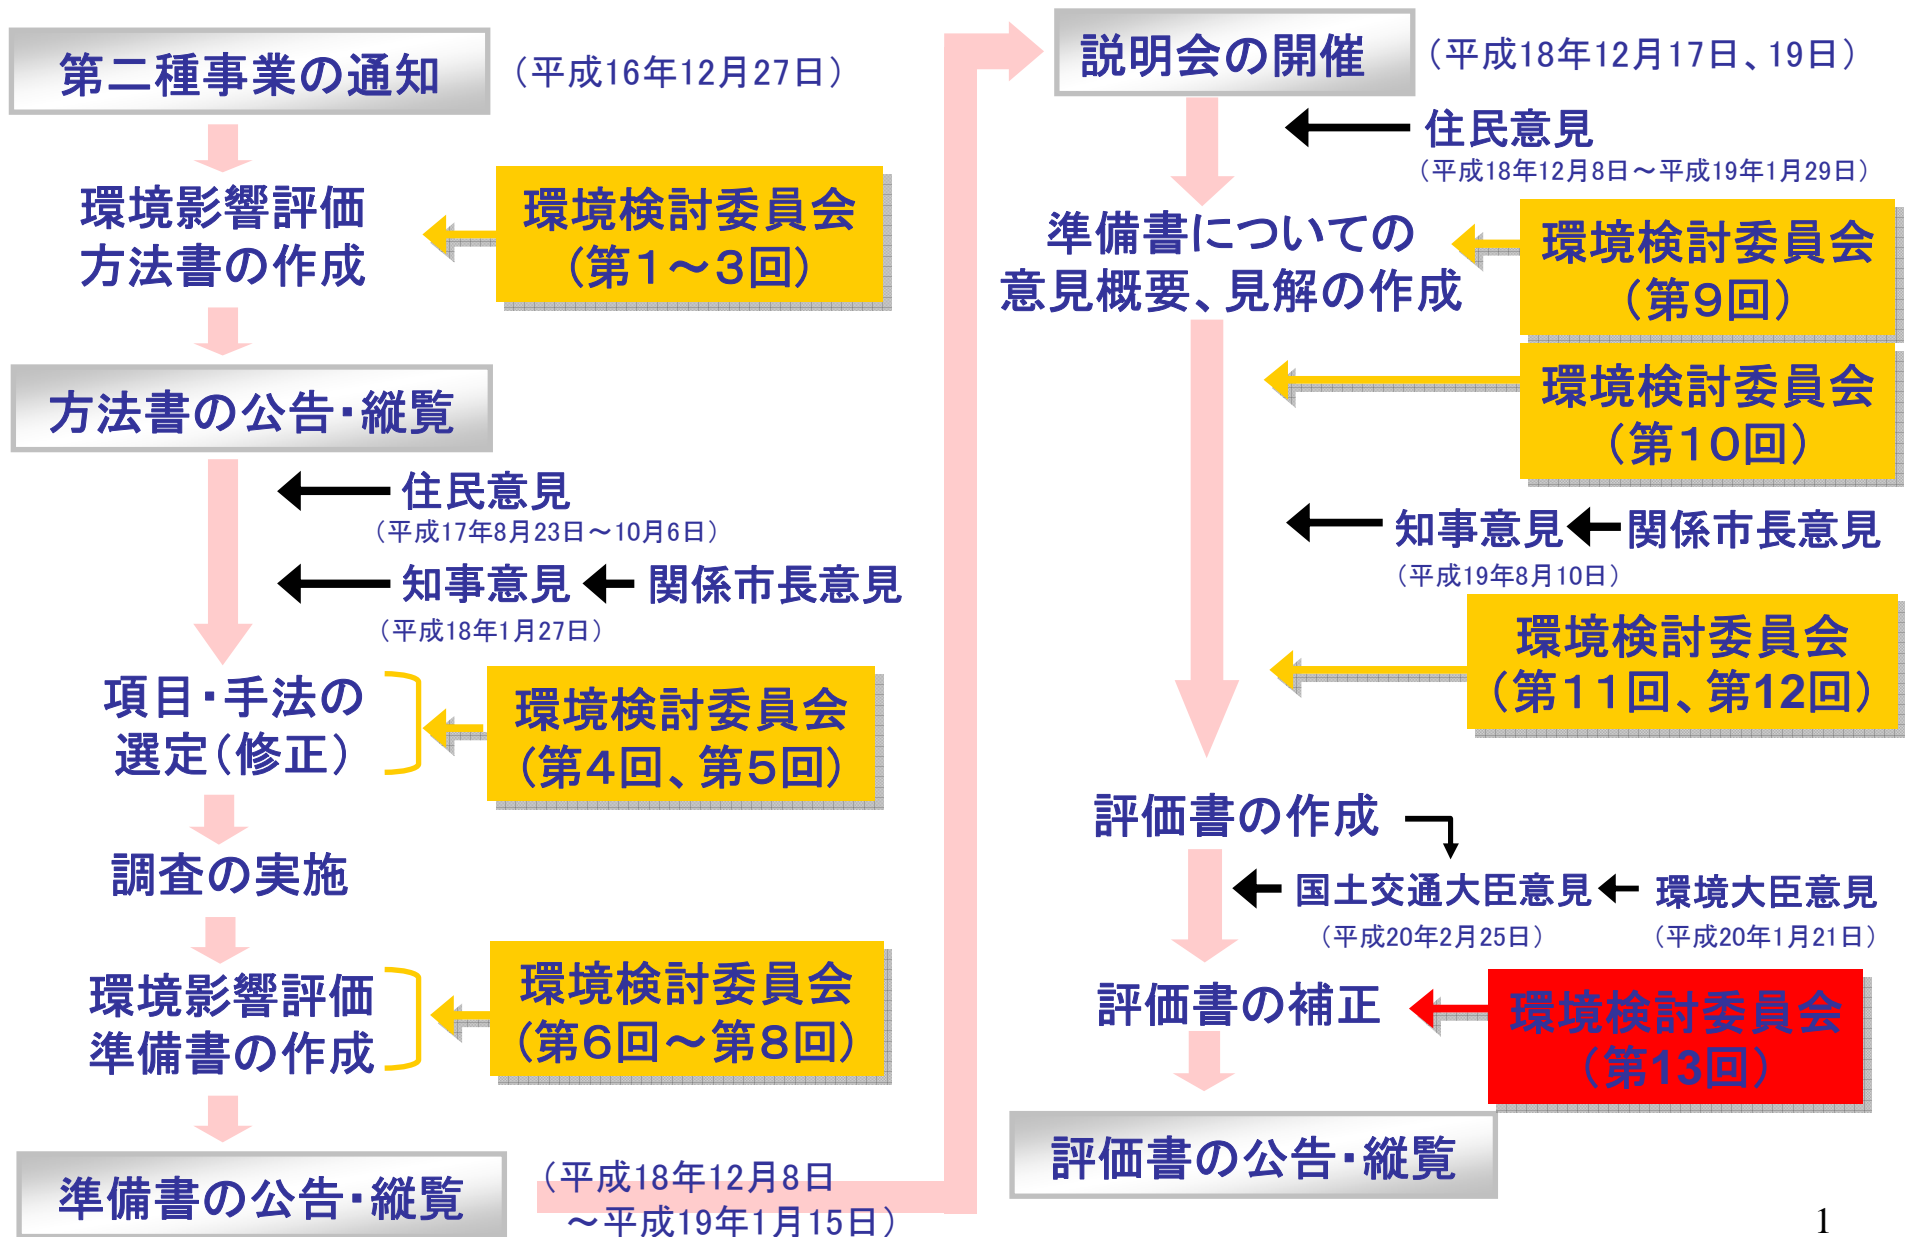 第二種事業の通知
（平成16年12月27日）
環境影響評価
方法書の作成
環境検討委員会
（第１～３回）
方法書の公告・縦覧
住民意見
（平成17年8月23日～10月6日）
知事意見
関係市長意見
（平成18年1月27日）
項目・手法の
選定（修正）
環境検討委員会
（第４回、第５回）
調査の実施
環境影響評価
準備書の作成
環境検討委員会
（第６回～第８回）
準備書の公告・縦覧
（平成18年12月8日
～平成19年1月15日）
説明会の開催
（平成18年12月17日、19日）
住民意見
（平成18年12月8日～平成19年1月29日）
準備書についての
意見概要、見解の作成
環境検討委員会
（第９回）
環境検討委員会
（第１０回）
知事意見
関係市長意見
（平成19年8月10日）
環境検討委員会
（第１１回、第12回）
評価書の作成
国土交通大臣意見
環境大臣意見
（平成20年2月25日）
（平成20年1月21日）
評価書の補正
環境検討委員会
（第13回）
評価書の公告・縦覧
1